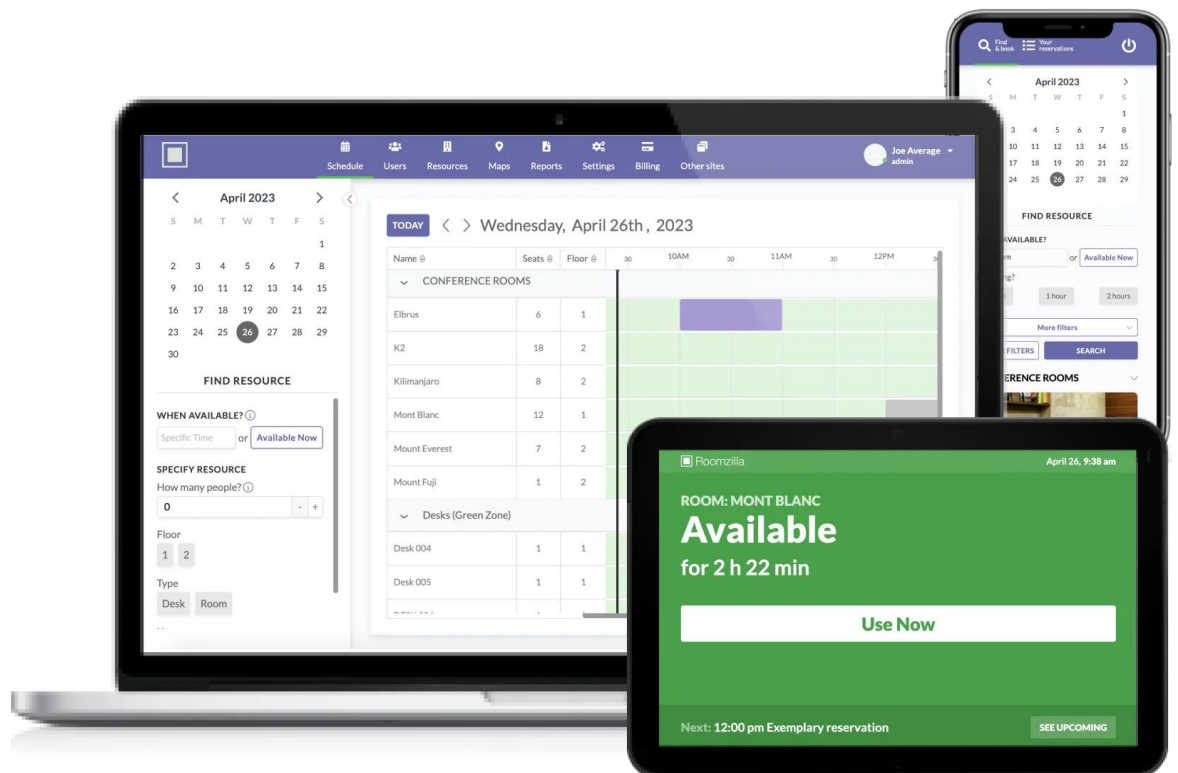 Schedule
Users
Resources
Maps
Reports
Settings
Billing
Other sites
Joe Average
admin
April 2023
S M T W T F S
1
2 3 4 5 6 7 8
9 10 11 12 13 14 15
16 17 18 19 20 21 22
23 24 25 26 27 28 29
30
FIND RESOURCE
WHEN AVAILABLE?
Specific Time or Available Now
SPECIFY RESOURCE
How many people?
0 - +
Floor
1 2
Type
Desk Room
TODAY < > Wednesday, April 26th, 2023
Name Seats Floor 30 10AM 30 11AM 30 12PM
CONFERENCE ROOMS
Elbrus 6 1
K2 18 2
Kilimanjaro 8 2
Mont Blanc 12 1
Mount Everest 7 2
Mount Fuji 1 2
Desks (Green Zone)
Desk 004 1 1
Desk 005 1 1
Find
& book
Your
reservations
April 2023
S M T W T F S
1
3 4 5 6 7 8
10 11 12 13 14 15
17 18 19 20 21 22
24 25 26 27 28 29
FIND RESOURCE
AVAILABLE?
or Available Now
1 hour 2 hours
More filters
FILTERS SEARCH
ERENCE ROOMS
Roomzilla
April 26, 9:38 am
ROOM: MONT BLANC
Available
for 2 h 22 min
Use Now
Next: 12:00 pm Exemplary reservation
SEE UPCOMING